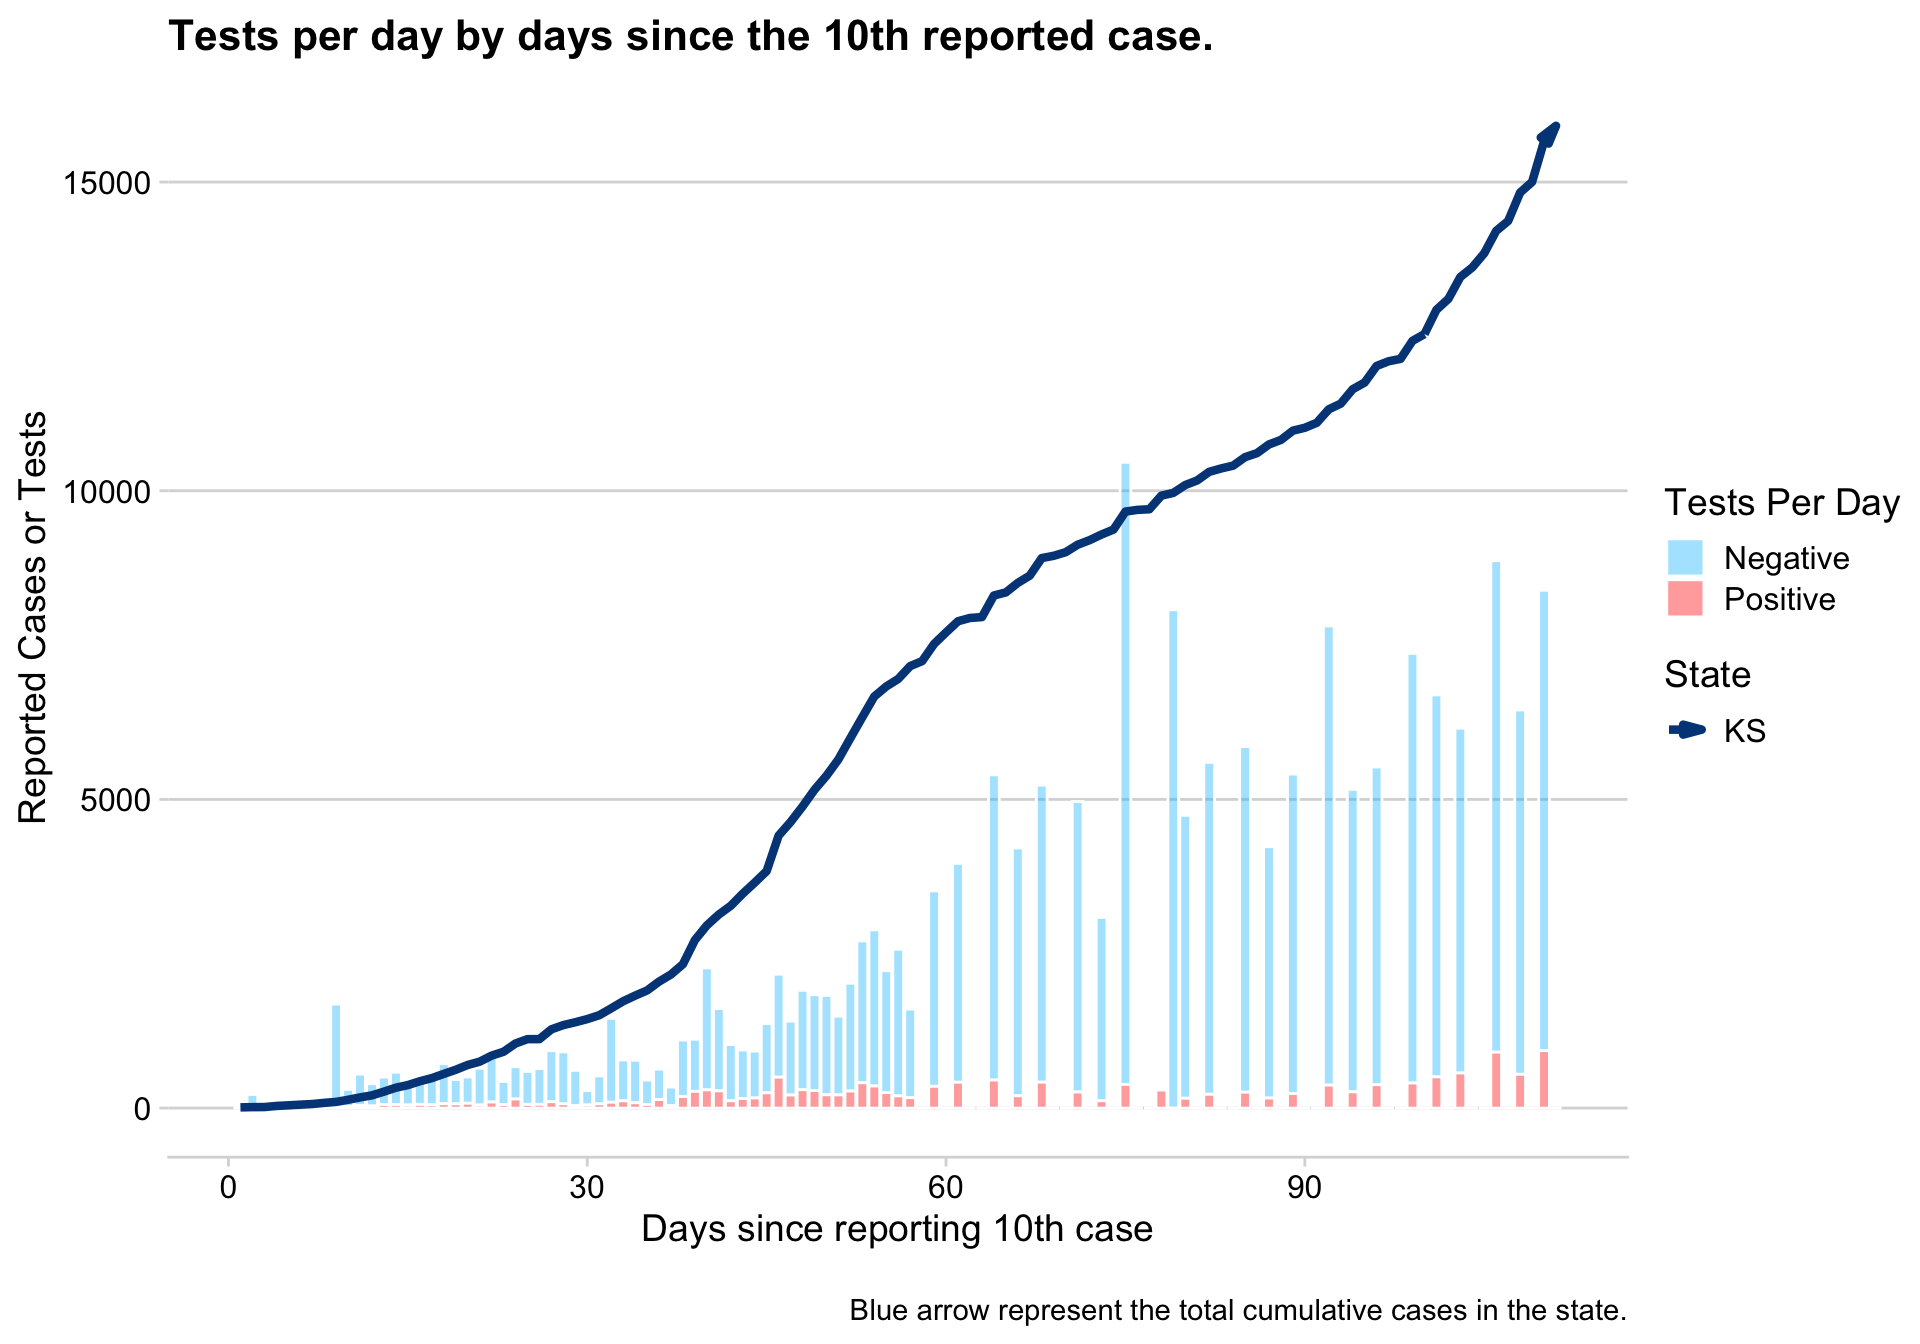 Tests per day by days since the 10th reported case.
Reported Cases or Tests
15000
10000
5000
0
0 30 60 90
Days since reporting 10th case
Tests Per Day
Negative
Positive
State
KS
Blue arrow represent the total cumulative cases in the state.